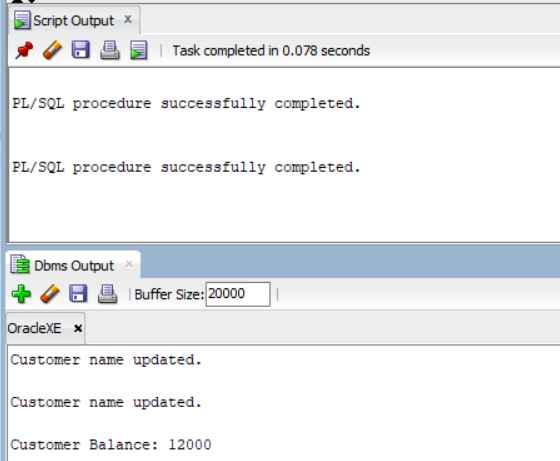 Script Output x
Task completed in 0.078 seconds
PL/SQL procedure successfully completed.
PL/SQL procedure successfully completed.
Dbms Output x
Buffer Size: 20000
OracleXE x
Customer name updated.
Customer name updated.
Customer Balance: 12000